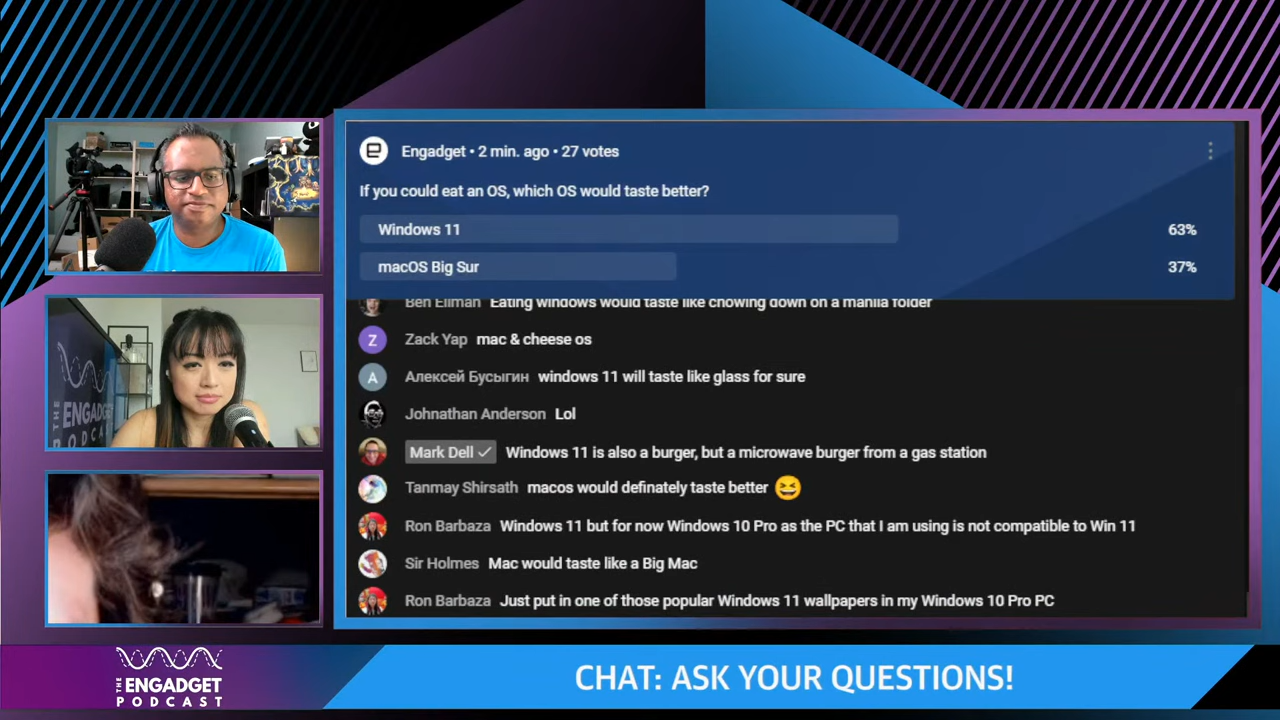 Engadget • 2 min. ago • 27 votes
If you could eat an OS, which OS would taste better?
Windows 11 63%
macOS Big Sur 37%
Ben Ellman Eating windows would taste like chowing down on a manila folder
Z Zack Yap mac & cheese os
А Алексей Бусыгин windows 11 will taste like glass for sure
Johnathan Anderson Lol
Mark Dell Windows 11 is also a burger, but a microwave burger from a gas station
Tanmay Shirsath macos would definately taste better 😆
Ron Barbaza Windows 11 but for now Windows 10 Pro as the PC that I am using is not compatible to Win 11
Sir Holmes Mac would taste like a Big Mac
Ron Barbaza Just put in one of those popular Windows 11 wallpapers in my Windows 10 Pro PC
THE
ENGADGET
PODCAST
THE ENGADGET PODCAST
CHAT: ASK YOUR QUESTIONS!